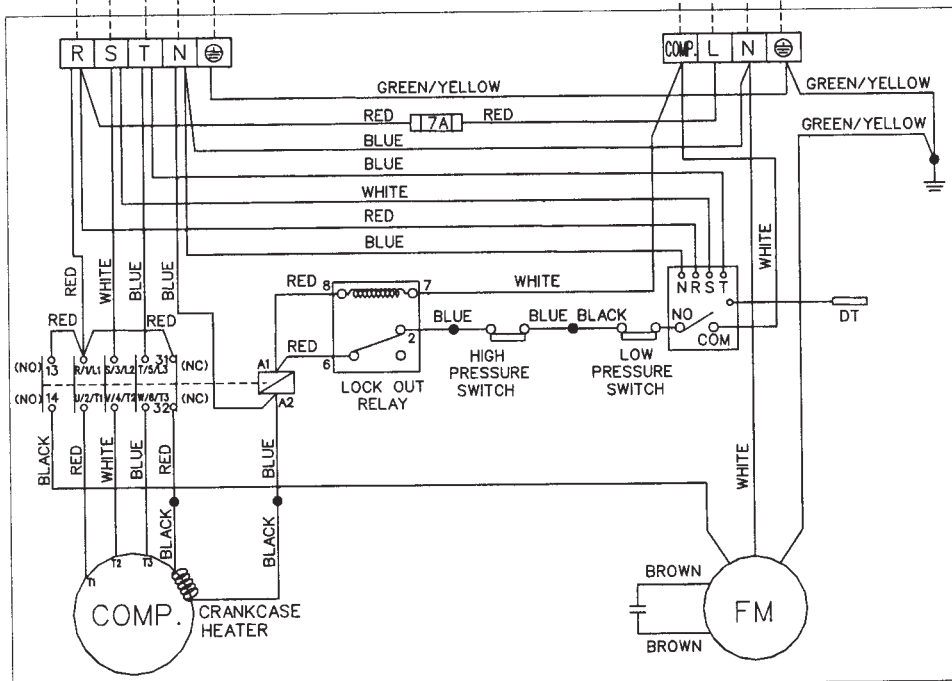 R S T N
COMP. L N
GREEN/YELLOW
GREEN/YELLOW
RED 7A RED
GREEN/YELLOW
BLUE
BLUE
WHITE
RED
BLUE
WHITE
RED
WHITE
BLUE
BLUE
N R S T
RED 8 7 WHITE
DT
RED RED
BLUE BLUE BLACK NO
COM
2
RED
6
HIGH
PRESSURE
SWITCH
LOW
PRESSURE
SWITCH
LOCK OUT
RELAY
(NO) 13 R/1/L1 S/3/L2 T/5/L3 31 (NC)
A1
(NO) 14 U/2/T1 V/4/T2 W/6/T3 32 (NC)
A2
BLACK
RED
WHITE
BLUE
RED
BLUE
WHITE
BLACK
BLACK
T1 T2 T3
COMP.
CRANKCASE
HEATER
BROWN
FM
BROWN